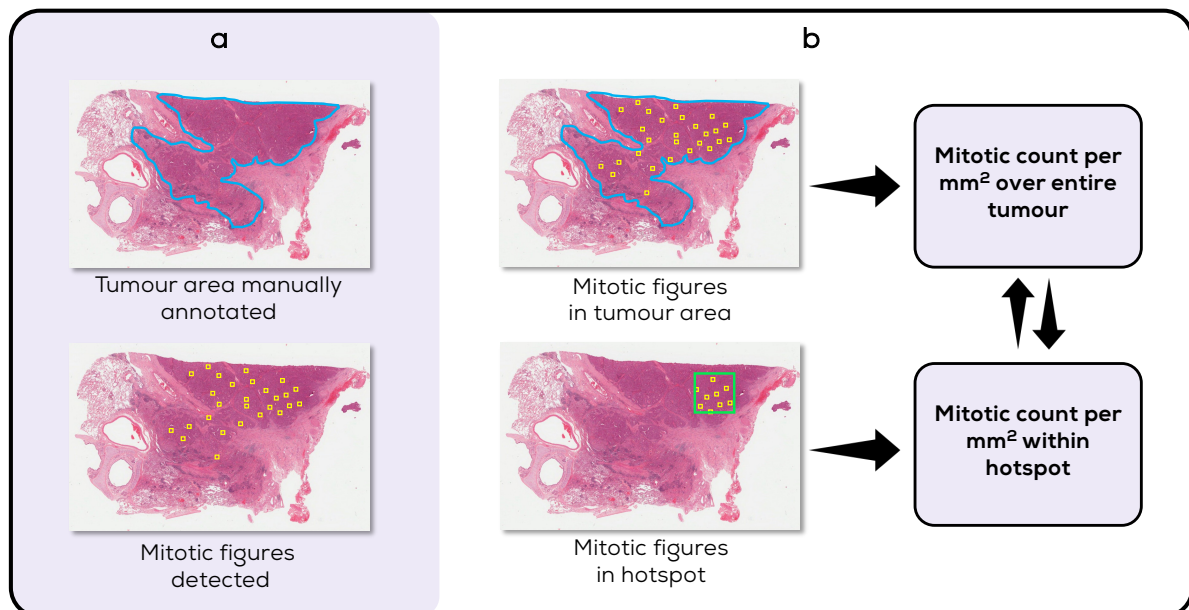 a
Tumour area manually
annotated
Mitotic figures
detected
b
Mitotic figures
in tumour area
Mitotic count per
mm² over entire
tumour
Mitotic figures
in hotspot
Mitotic count per
mm² within
hotspot